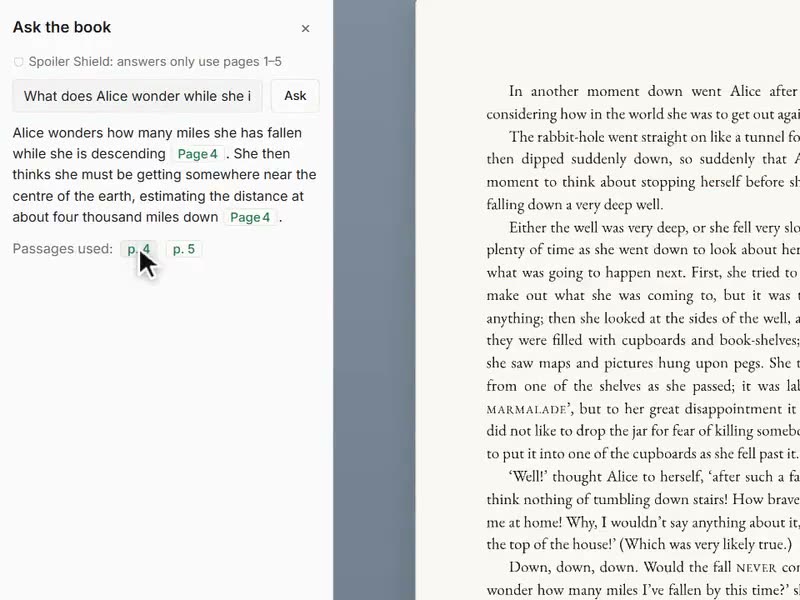 Ask the book
×
Spoiler Shield: answers only use pages 1–5
What does Alice wonder while she i
Ask
Alice wonders how many miles she has fallen
while she is descending Page 4 . She then
thinks she must be getting somewhere near the
centre of the earth, estimating the distance at
about four thousand miles down Page 4 .
Passages used: p. 4 p. 5
In another moment down went Alice after
considering how in the world she was to get out agai
The rabbit-hole went straight on like a tunnel fo
then dipped suddenly down, so suddenly that A
moment to think about stopping herself before sh
falling down a very deep well.
Either the well was very deep, or she fell very slo
plenty of time as she went down to look about her
what was going to happen next. First, she tried to
make out what she was coming to, but it was t
anything; then she looked at the sides of the well, a
they were filled with cupboards and book-shelves;
she saw maps and pictures hung upon pegs. She t
from one of the shelves as she passed; it was lab
MARMALADE’, but to her great disappointment it
did not like to drop the jar for fear of killing somebo
to put it into one of the cupboards as she fell past it.
‘Well!’ thought Alice to herself, ‘after such a fa
think nothing of tumbling down stairs! How brave
me at home! Why, I wouldn’t say anything about it,
the top of the house!’ (Which was very likely true.)
Down, down, down. Would the fall NEVER con
wonder how many miles I’ve fallen by this time?’ sh